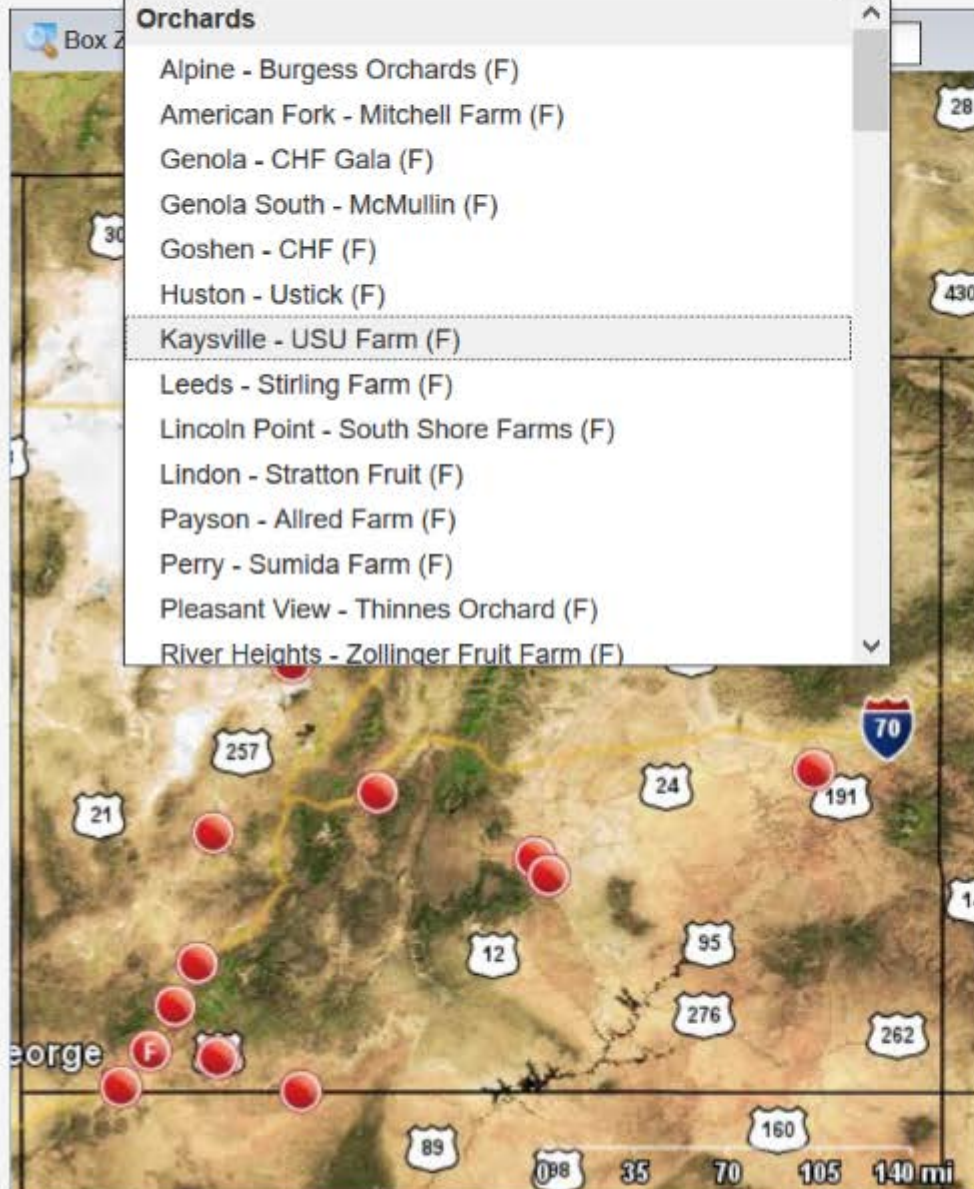 Orchards
Box Z
Alpine - Burgess Orchards (F)
American Fork - Mitchell Farm (F)
Genola - CHF Gala (F)
Genola South - McMullin (F)
Goshen - CHF (F)
Huston - Ustick (F)
Kaysville - USU Farm (F)
Leeds - Stirling Farm (F)
Lincoln Point - South Shore Farms (F)
Lindon - Stratton Fruit (F)
Payson - Allred Farm (F)
Perry - Sumida Farm (F)
Pleasant View - Thinnes Orchard (F)
River Heights - Zollinger Fruit Farm (F)
28
30
430
70
257
24
191
21
12
95
276
262
F
eorge
160
89
0 35 70 105 140 mi